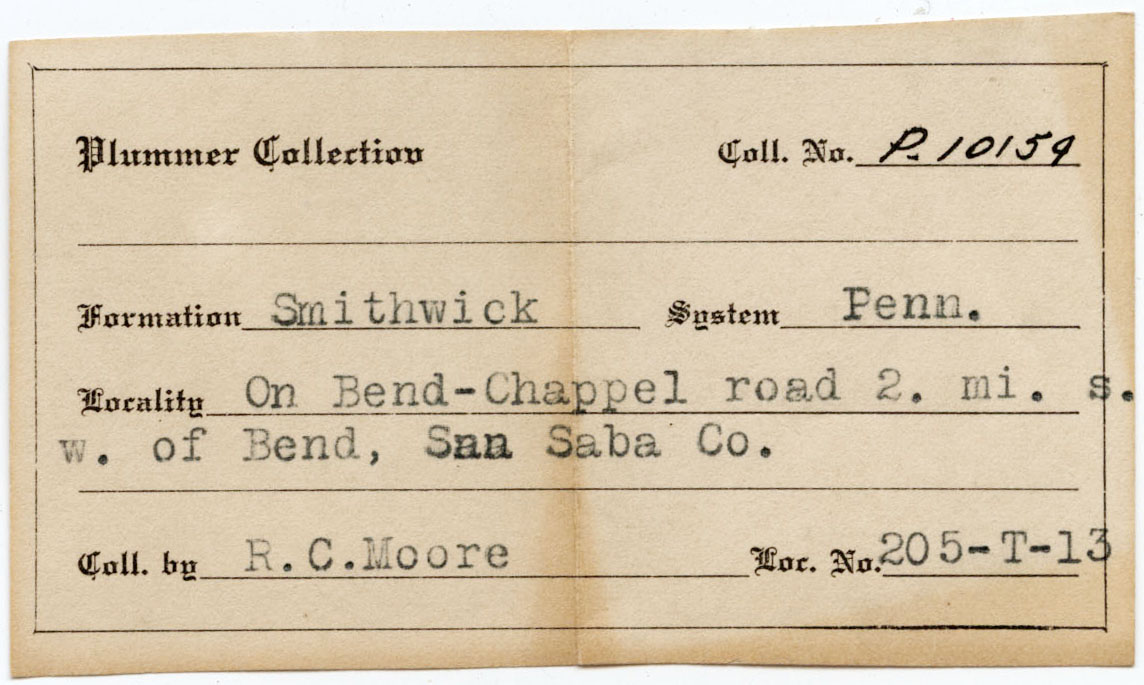 Plummer Collection Coll. No. P-10159
Formation Smithwick System Penn.
Locality On Bend-Chappel road 2. mi. s.
w. of Bend, San Saba Co.
Coll. by R.C.Moore Loc. No. 205-T-13